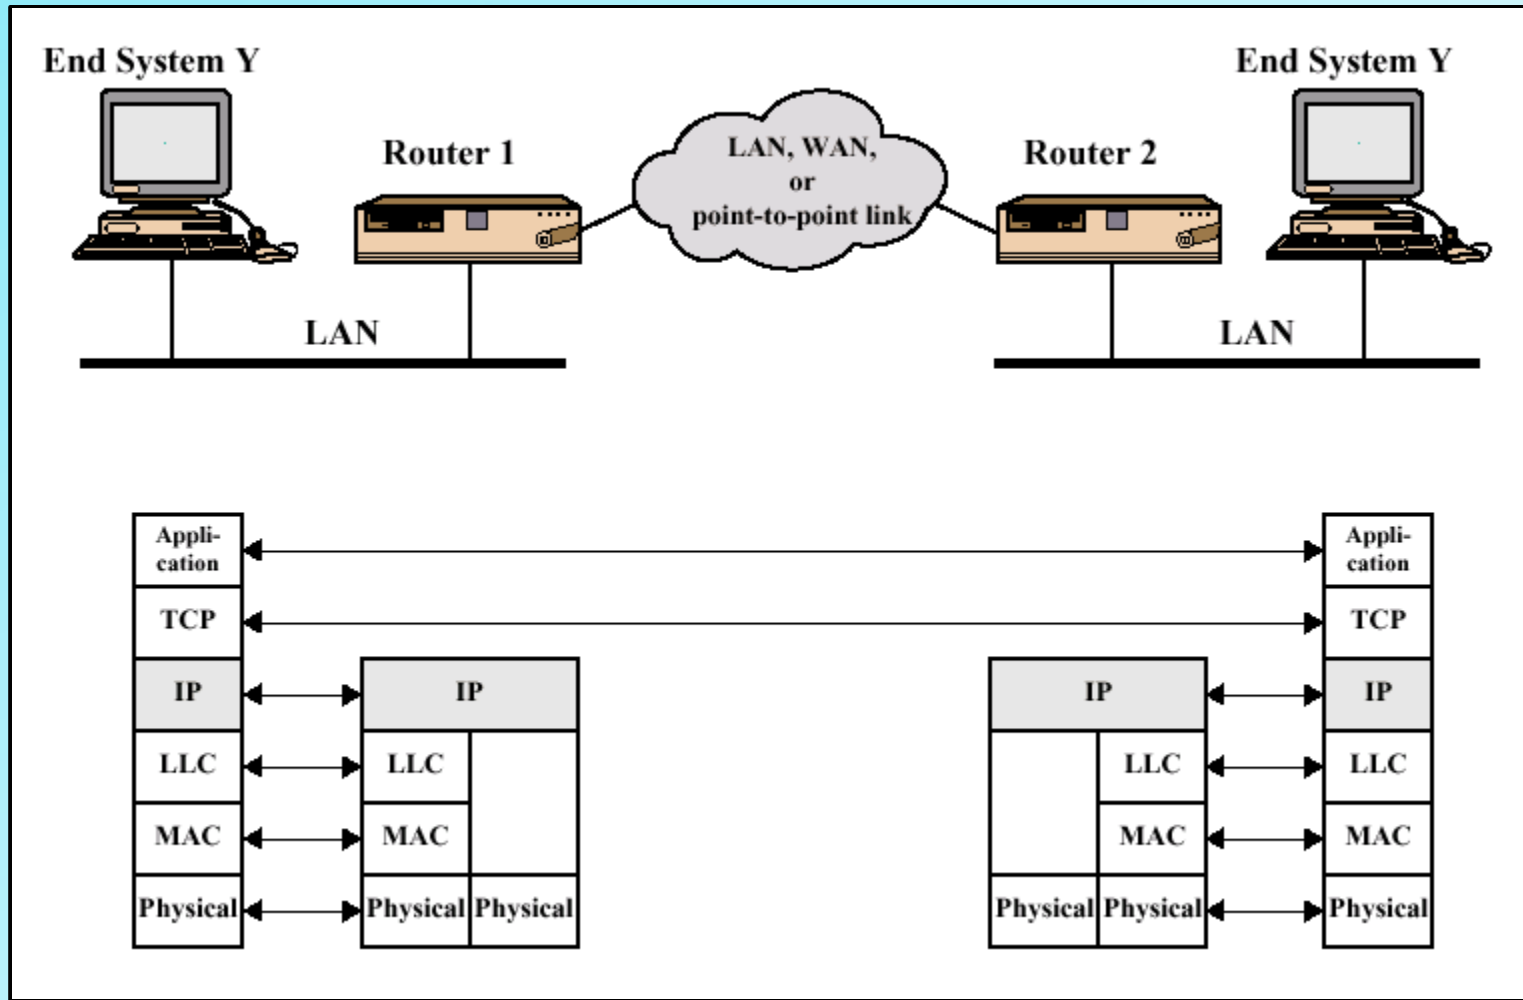 End System Y
End System Y
Router 1
LAN, WAN,
or
point-to-point link
Router 2
LAN
LAN
Appli-
cation
Appli-
cation
TCP
TCP
IP
IP
IP
IP
LLC
LLC
LLC
LLC
MAC
MAC
MAC
MAC
Physical
Physical
Physical
Physical
Physical
Physical